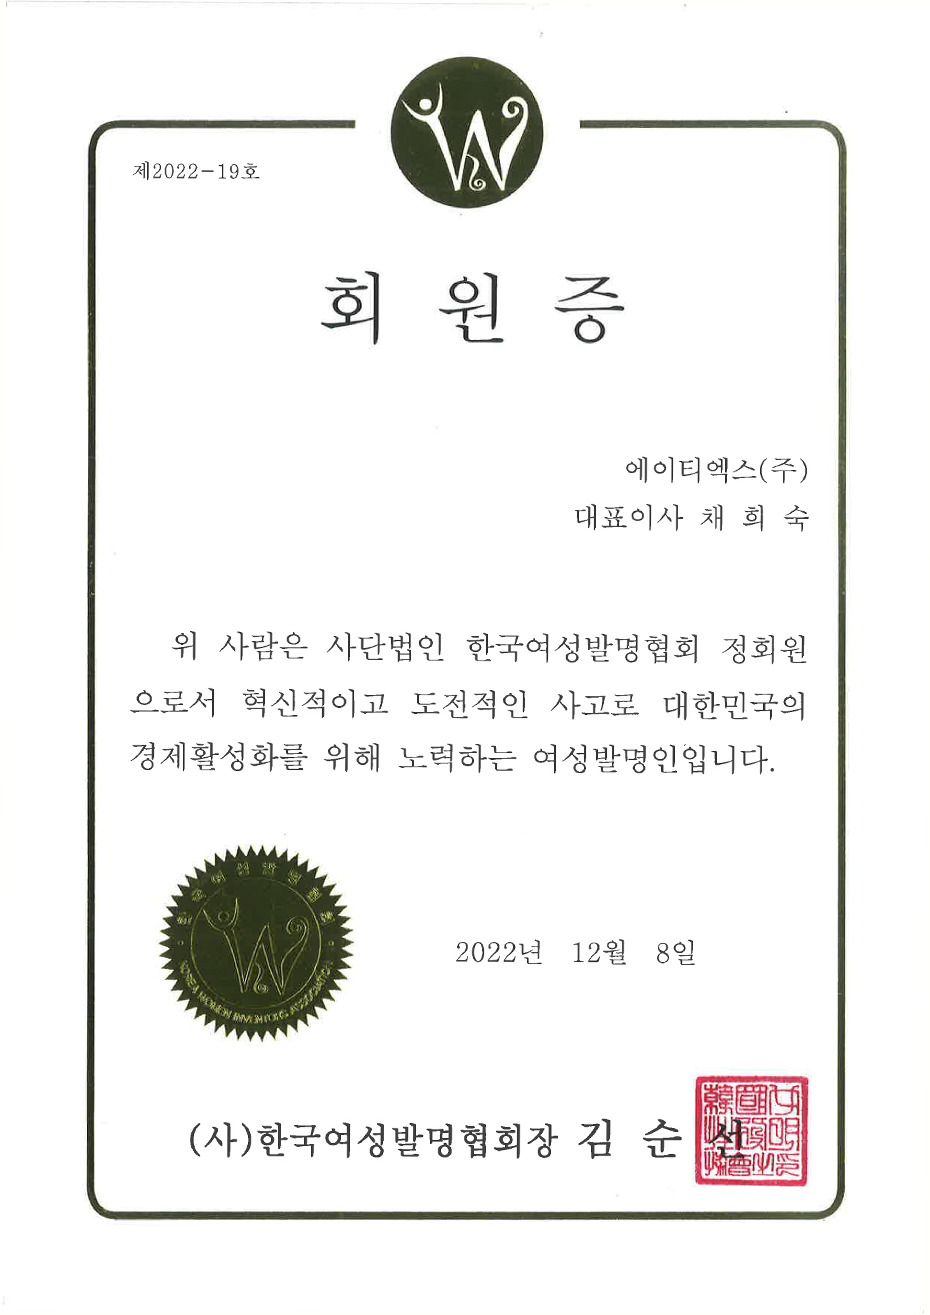 제2022-19호
회 원 증
에이티엑스(주)
대표이사 채 희 숙
위 사람은 사단법인 한국여성발명협회 정회원
으로서 혁신적이고 도전적인 사고로 대한민국의
경제활성화를 위해 노력하는 여성발명인입니다.
한국여성발명협회
KOREA WOMEN INVENTORS ASSOCIATION
2022년 12월 8일
(사)한국여성발명협회장 김 순 선